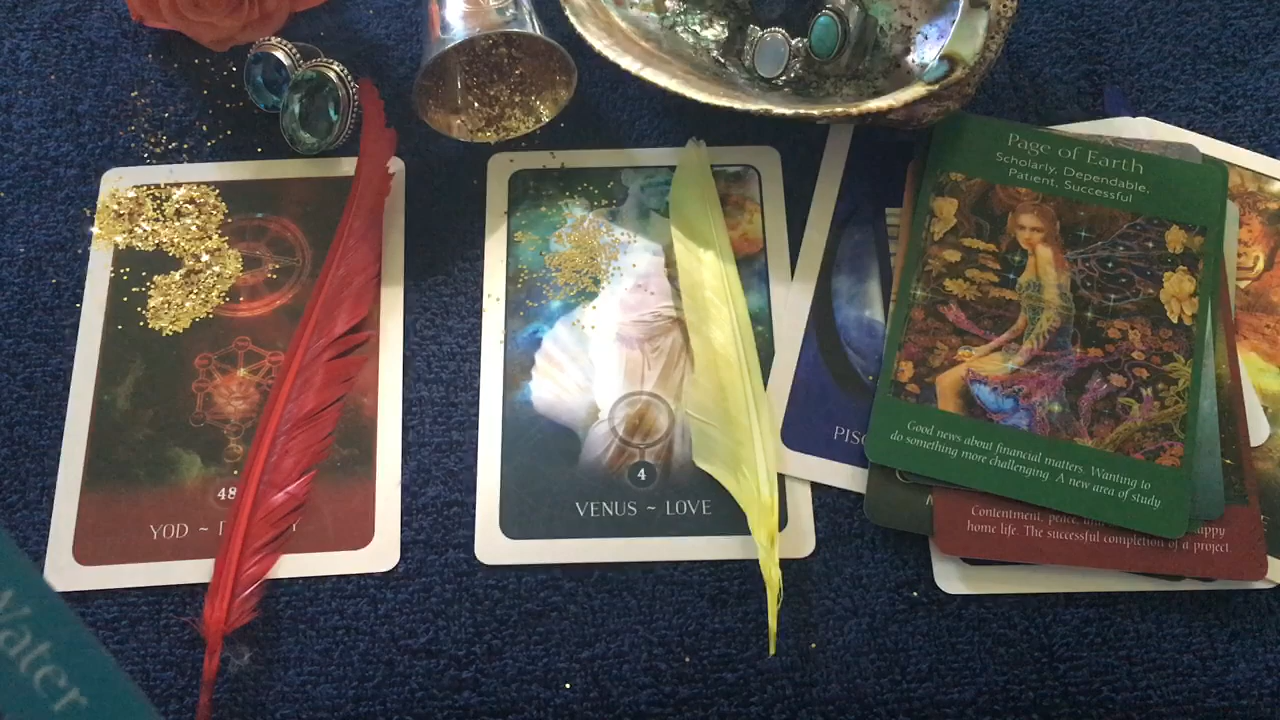 48
YOD ~
4
VENUS ~ LOVE
Page of Earth
Scholarly, Dependable,
Patient, Successful
Good news about financial matters. Wanting to
do something more challenging. A new area of study
Contentment, peace,
home life. The successful completion of a project.
Water